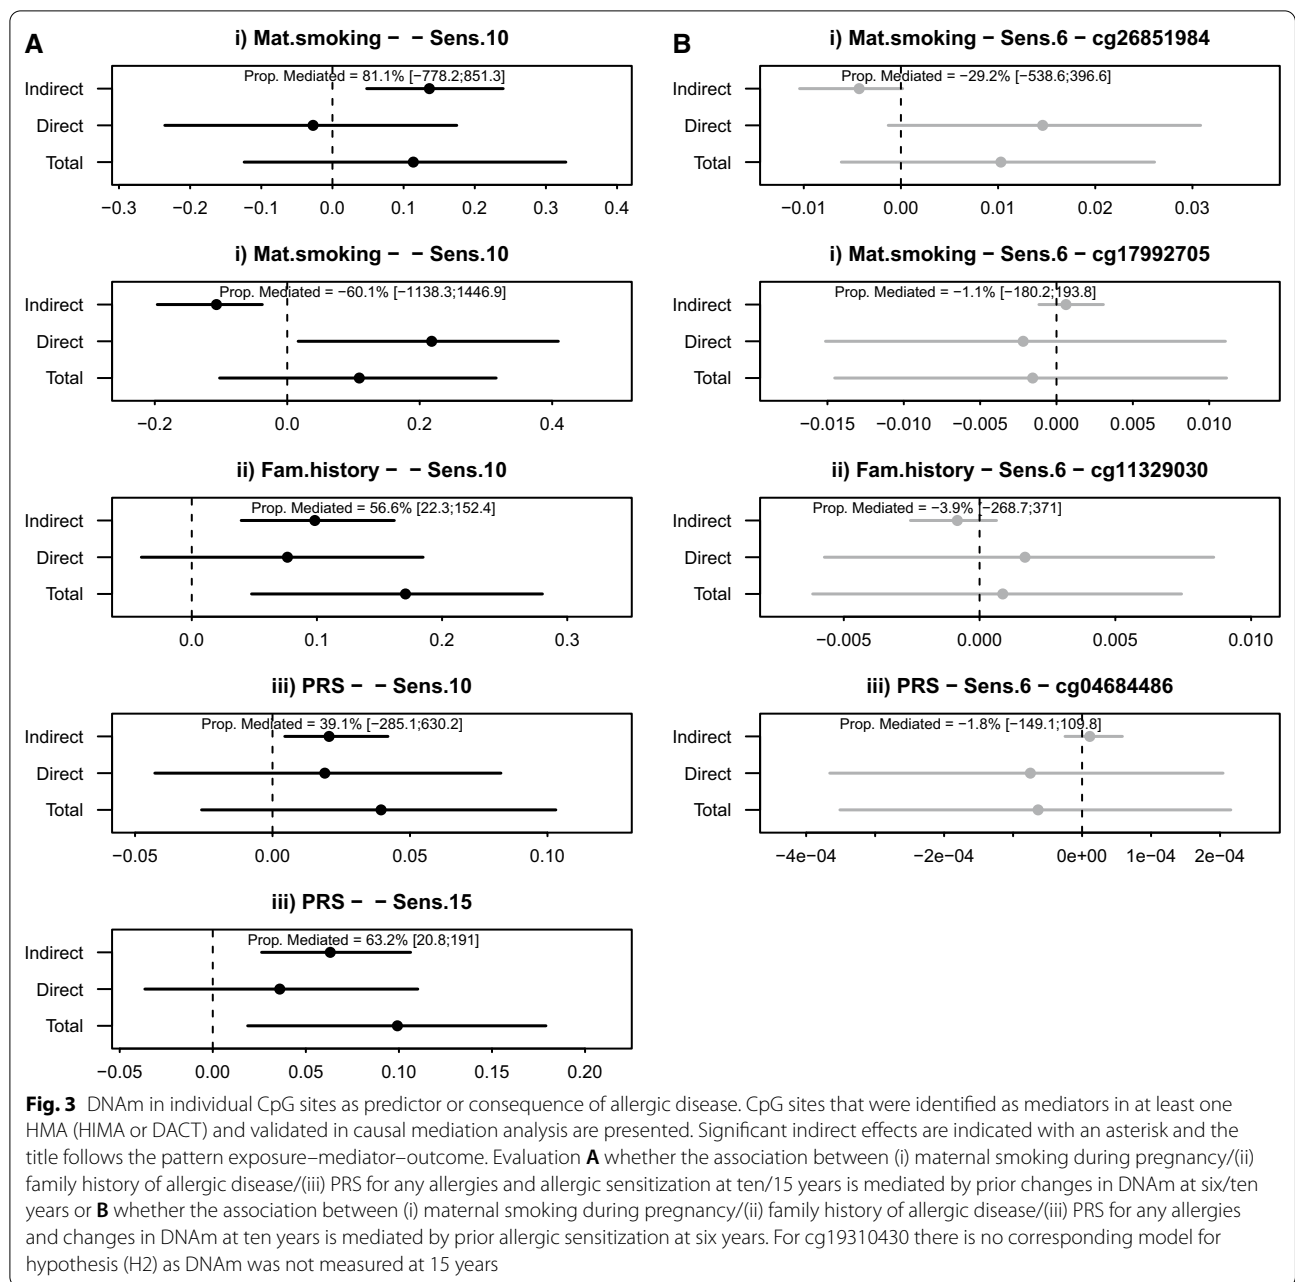 A
i) Mat.smoking − − Sens.10
Prop. Mediated = 81.1% [−778.2;851.3]
Indirect
Direct
Total
−0.3 −0.2 −0.1 0.0 0.1 0.2 0.3 0.4
i) Mat.smoking − − Sens.10
Prop. Mediated = −60.1% [−1138.3;1446.9]
Indirect
Direct
Total
−0.2 0.0 0.2 0.4
ii) Fam.history − − Sens.10
Prop. Mediated = 56.6% [22.3;152.4]
Indirect
Direct
Total
0.0 0.1 0.2 0.3
iii) PRS − − Sens.10
Prop. Mediated = 39.1% [−285.1;630.2]
Indirect
Direct
Total
−0.05 0.00 0.05 0.10
iii) PRS − − Sens.15
Prop. Mediated = 63.2% [20.8;191]
Indirect
Direct
Total
−0.05 0.00 0.05 0.10 0.15 0.20
B
i) Mat.smoking − Sens.6 − cg26851984
Prop. Mediated = −29.2% [−538.6;396.6]
Indirect
Direct
Total
−0.01 0.00 0.01 0.02 0.03
i) Mat.smoking − Sens.6 − cg17992705
Prop. Mediated = −1.1% [−180.2;193.8]
Indirect
Direct
Total
−0.015 −0.010 −0.005 0.000 0.005 0.010
ii) Fam.history − Sens.6 − cg11329030
Prop. Mediated = −3.9% [−268.7;371]
Indirect
Direct
Total
−0.005 0.000 0.005 0.010
iii) PRS − Sens.6 − cg04684486
Prop. Mediated = −1.8% [−149.1;109.8]
Indirect
Direct
Total
−4e−04 −2e−04 0e+00 1e−04 2e−04
Fig. 3 DNAm in individual CpG sites as predictor or consequence of allergic disease. CpG sites that were identified as mediators in at least one
HMA (HIMA or DACT) and validated in causal mediation analysis are presented. Significant indirect effects are indicated with an asterisk and the
title follows the pattern exposure–mediator–outcome. Evaluation A whether the association between (i) maternal smoking during pregnancy/(ii)
family history of allergic disease/(iii) PRS for any allergies and allergic sensitization at ten/15 years is mediated by prior changes in DNAm at six/ten
years or B whether the association between (i) maternal smoking during pregnancy/(ii) family history of allergic disease/(iii) PRS for any allergies
and changes in DNAm at ten years is mediated by prior allergic sensitization at six years. For cg19310430 there is no corresponding model for
hypothesis (H2) as DNAm was not measured at 15 years